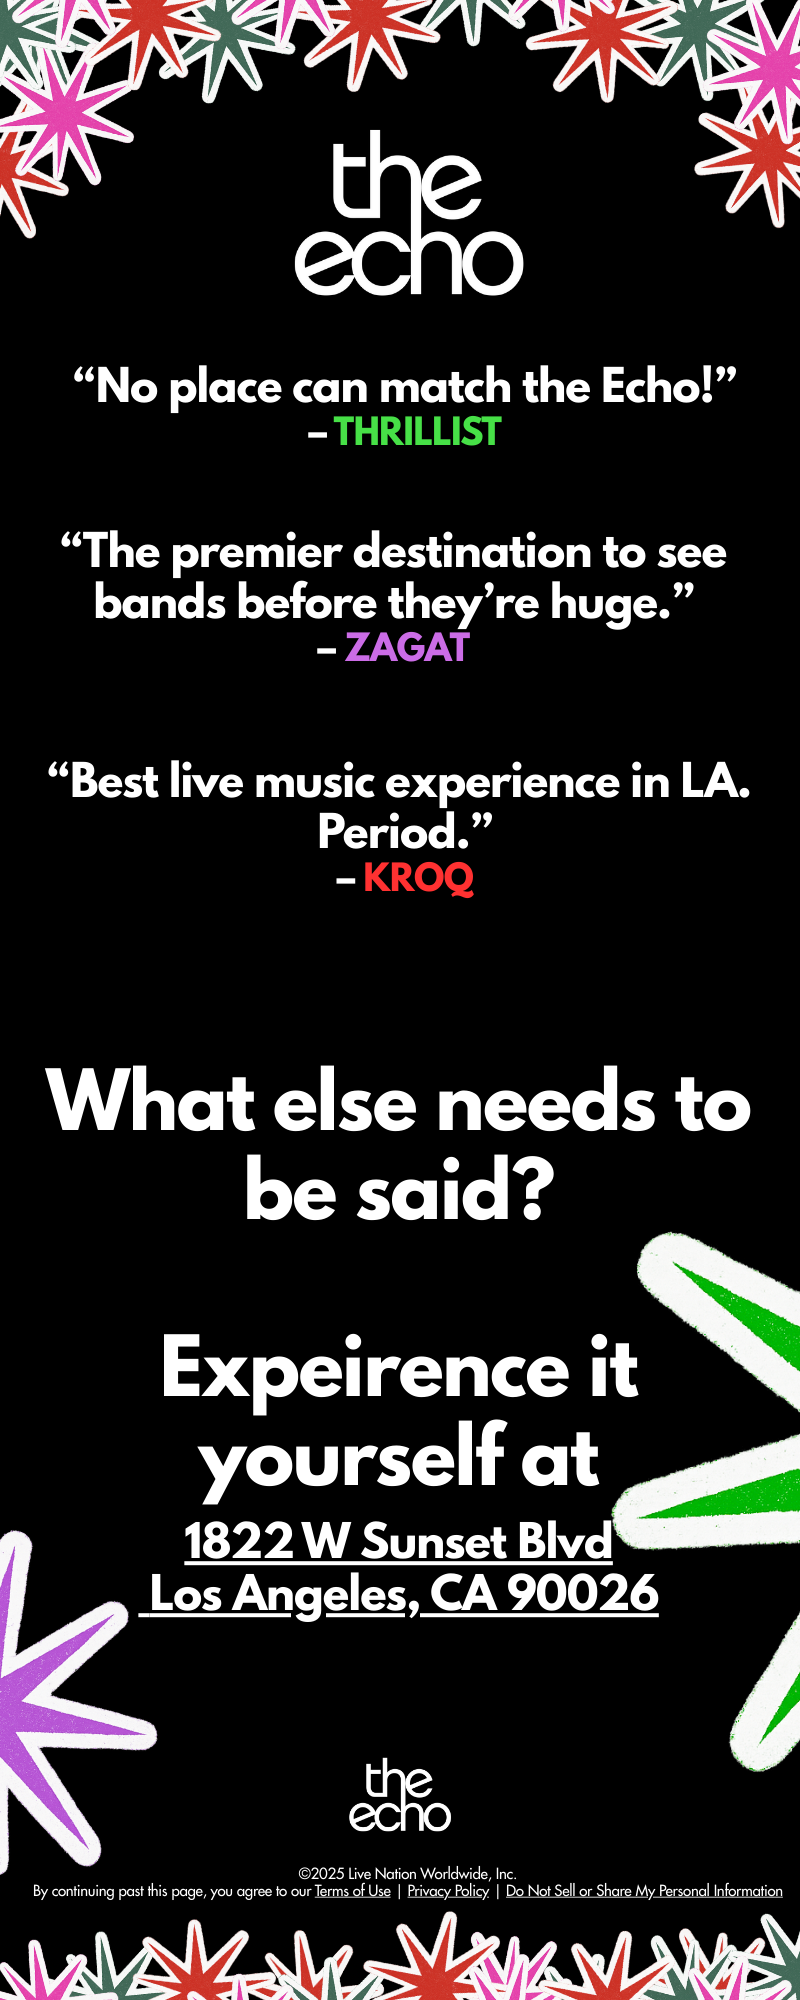 the
echo
“No place can match the Echo!”
– THRILLIST
“The premier destination to see
bands before they’re huge.”
– ZAGAT
“Best live music experience in LA.
Period.”
– KROQ
What else needs to
be said?
Expeirence it
yourself at
1822 W Sunset Blvd
Los Angeles, CA 90026
the
echo
©2025 Live Nation Worldwide, Inc.
By continuing past this page, you agree to our Terms of Use | Privacy Policy | Do Not Sell or Share My Personal Information